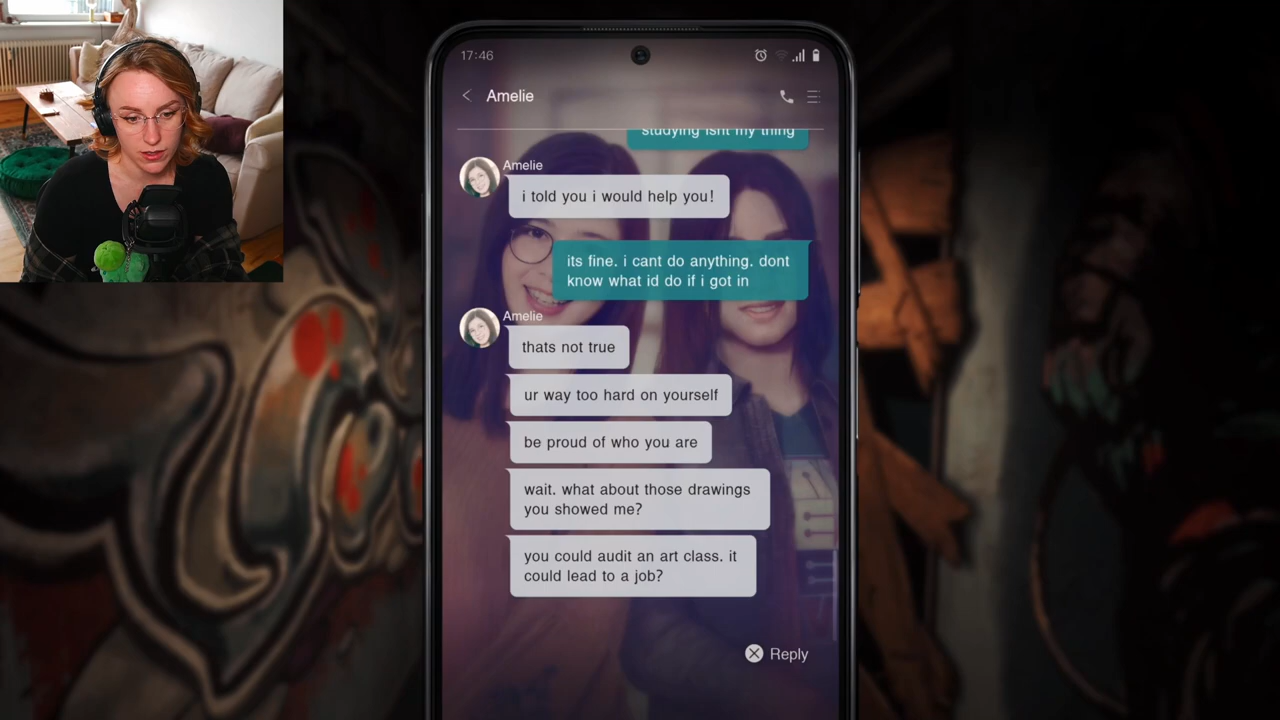 17:46
Amelie
studying isnt my thing
Amelie
i told you i would help you!
its fine. i cant do anything. dont
know what id do if i got in
Amelie
thats not true
ur way too hard on yourself
be proud of who you are
wait. what about those drawings
you showed me?
you could audit an art class. it
could lead to a job?
Reply